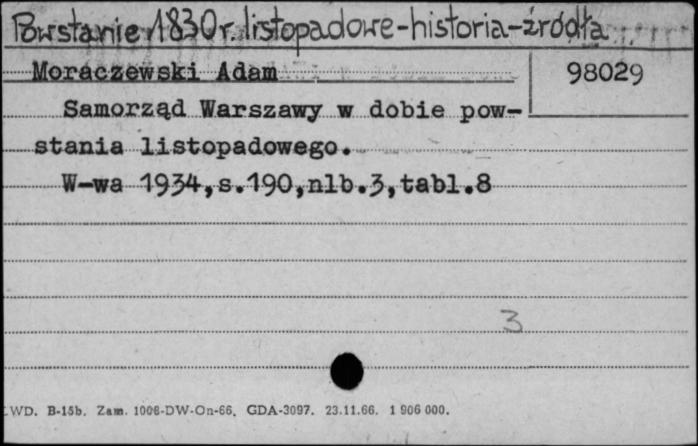 Powstanie 1830r. listopadowe-historia-źródła
Moraczewski Adam
98029
Samorząd Warszawy w dobie pow-
stania listopadowego.
W-wa 1934,s.190,nlb.3,tabl.8
3
WD. B-15b. Zam. 1006-DW-On-66. GDA-3097. 23.11.66. 1 906 000.